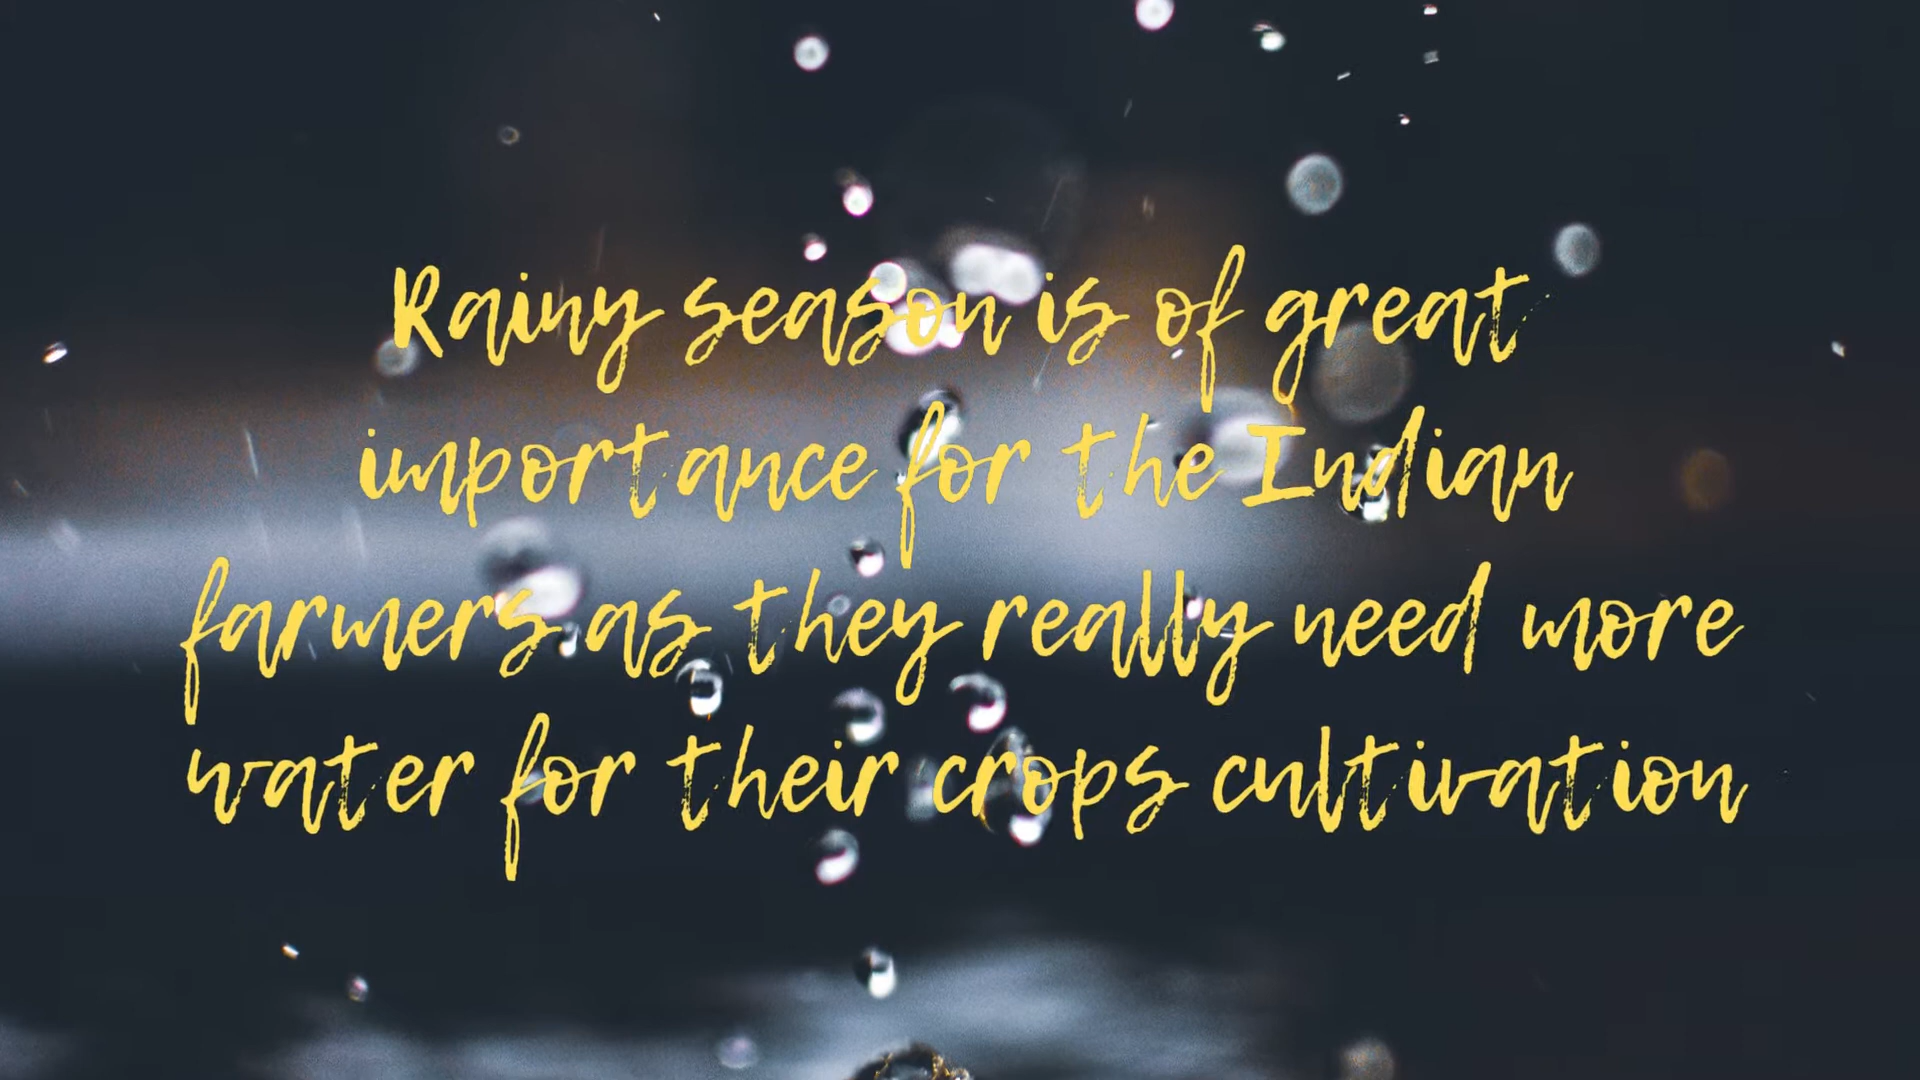 Rainy season is of great
importance for the Indian
farmers as they really need more
water for their crops cultivation